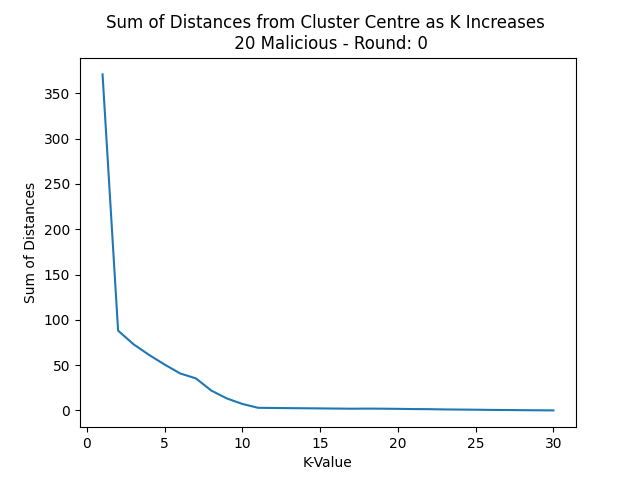 Sum of Distances from Cluster Centre as K Increases
20 Malicious - Round: 0
350
300
250
200
150
100
50
0
Sum of Distances
0 5 10 15 20 25 30
K-Value